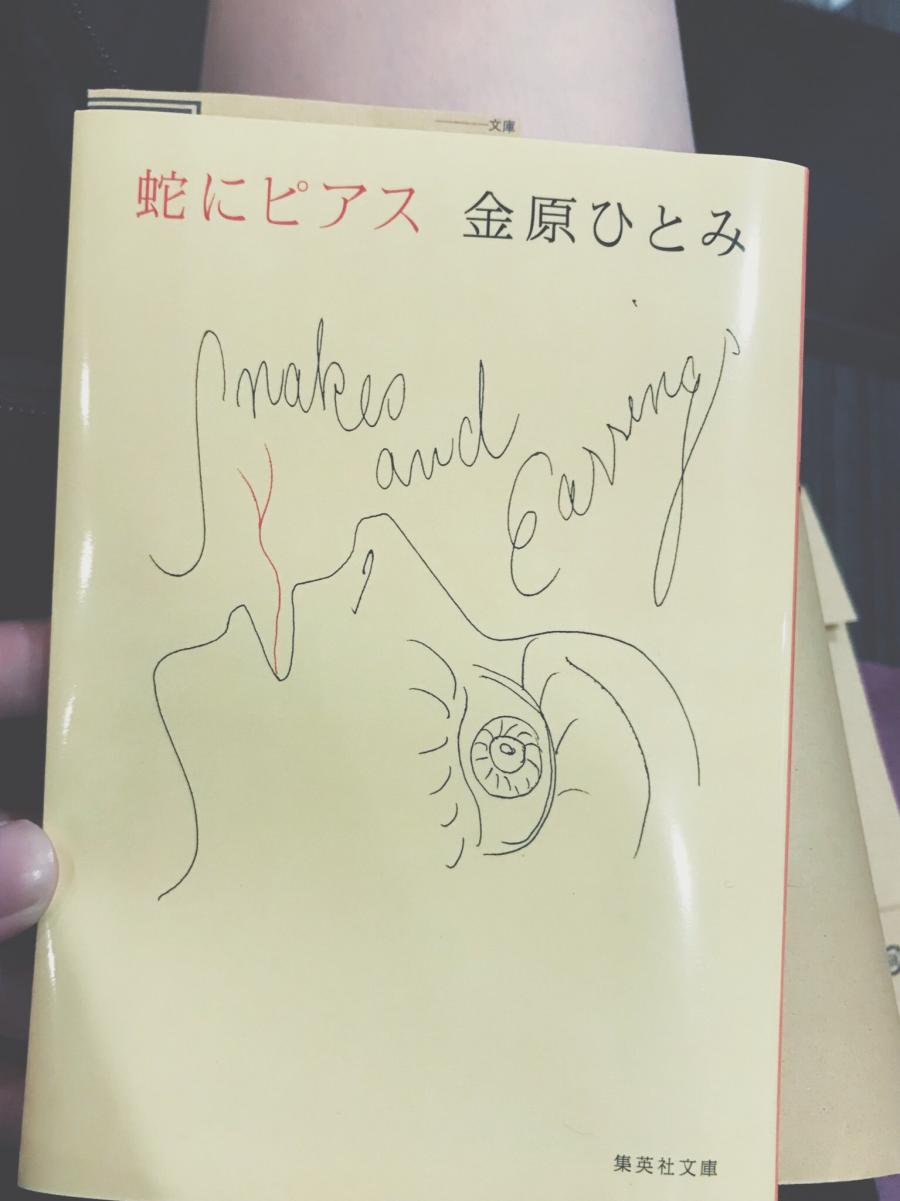 文庫
蛇にピアス 金原ひとみ
Snakes
and
Earrings
集英社文庫